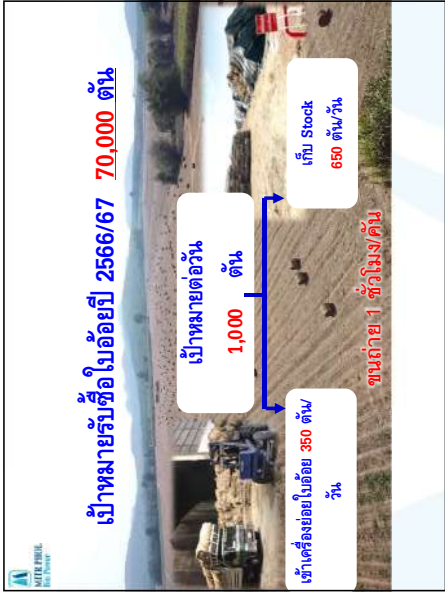 MITR PHOL
Bio Power
เป้าหมายรับซื้อใบอ้อยปี 2566/67 70,000 ตัน
เป้าหมายต่อวัน
1,000 ตัน
เข้าเครื่องย่อยใบอ้อย 350 ตัน/
วัน
เก็บ Stock
650 ตัน/วัน
ขนถ่าย 1 ชั่วโมง/คัน